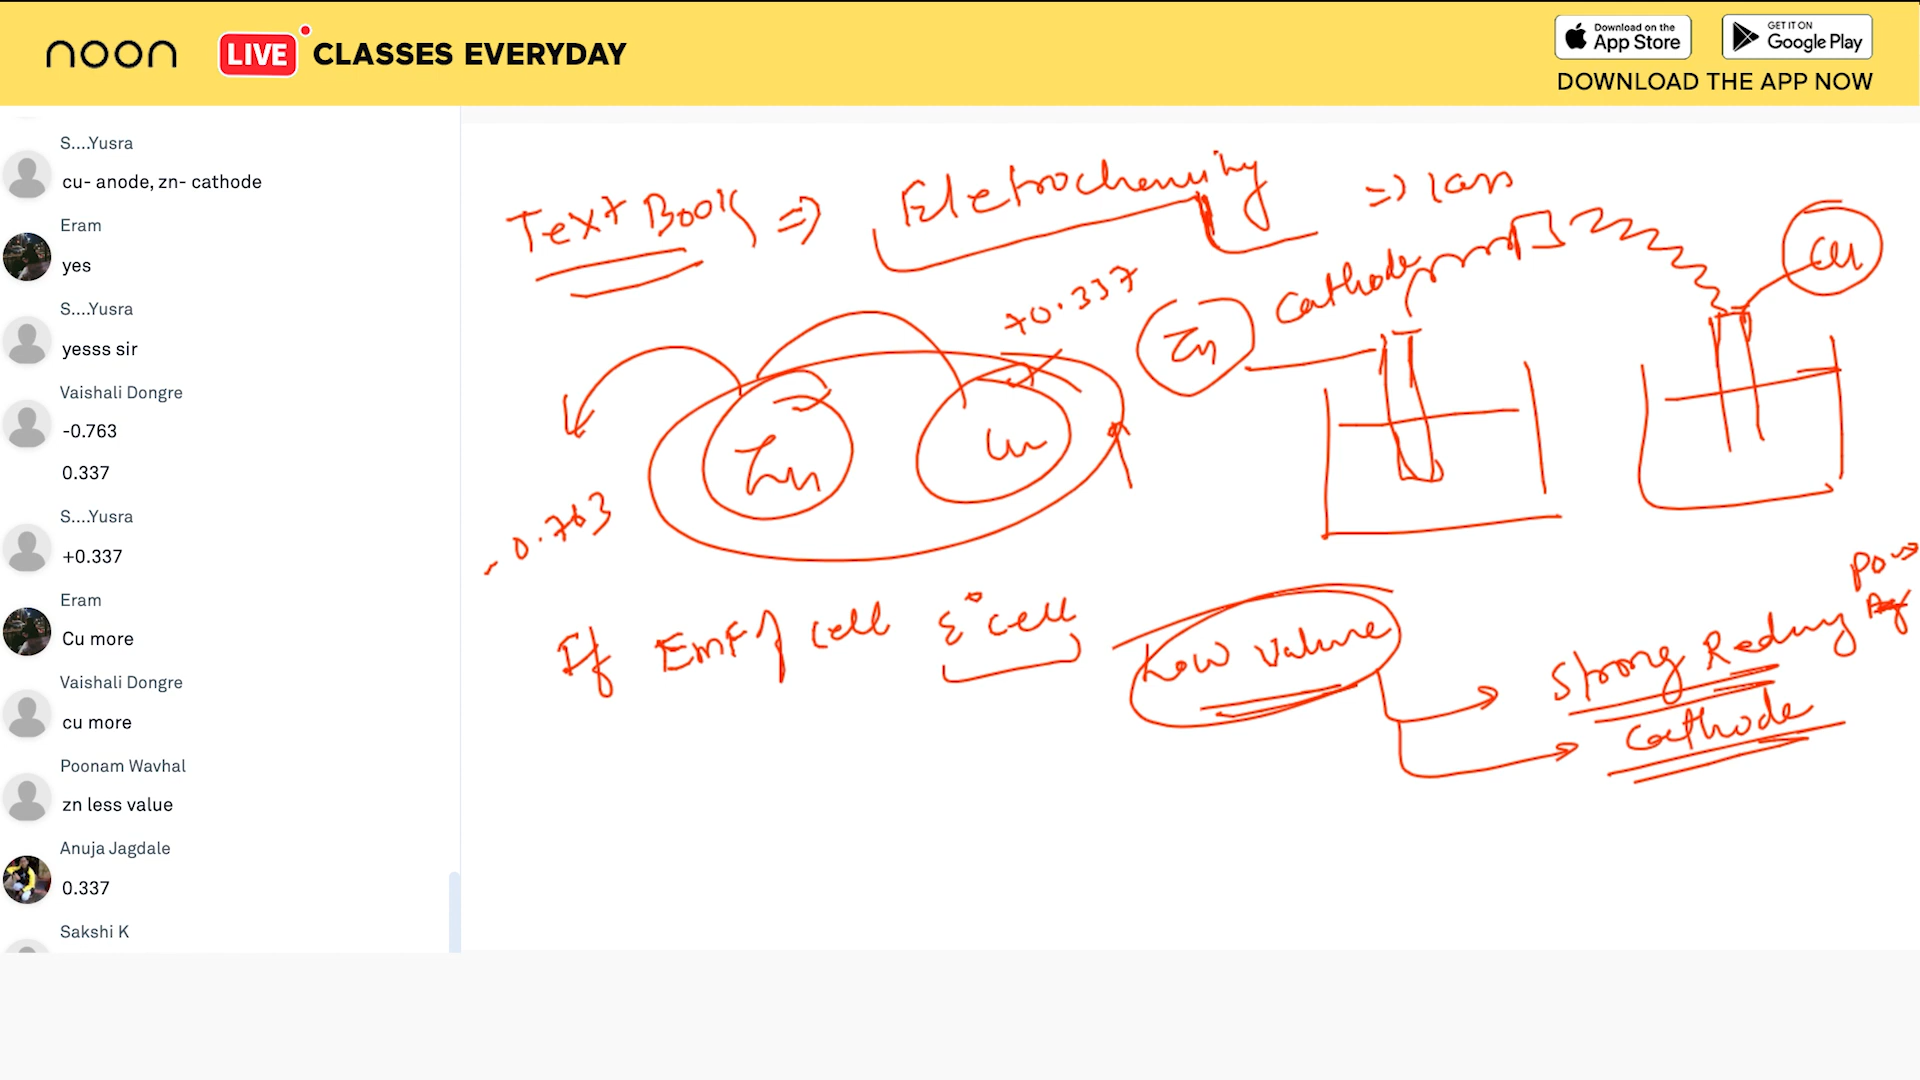 noon LIVE CLASSES EVERYDAY
Download on the
App Store
GET IT ON
Google Play
DOWNLOAD THE APP NOW
S....Yusra
cu- anode, zn- cathode
Eram
yes
S....Yusra
yesss sir
Vaishali Dongre
-0.763
0.337
S....Yusra
+0.337
Eram
Cu more
Vaishali Dongre
cu more
Poonam Wavhal
zn less value
Anuja Jagdale
0.337
Sakshi K
Text Book ⇒ Eletrochemisity ⇒
+0.337
Zn
Cathode
Cu
Zn
Cu
-0.763
If EmF of cell E° cell
Low value
Strong Reducing
Cathode